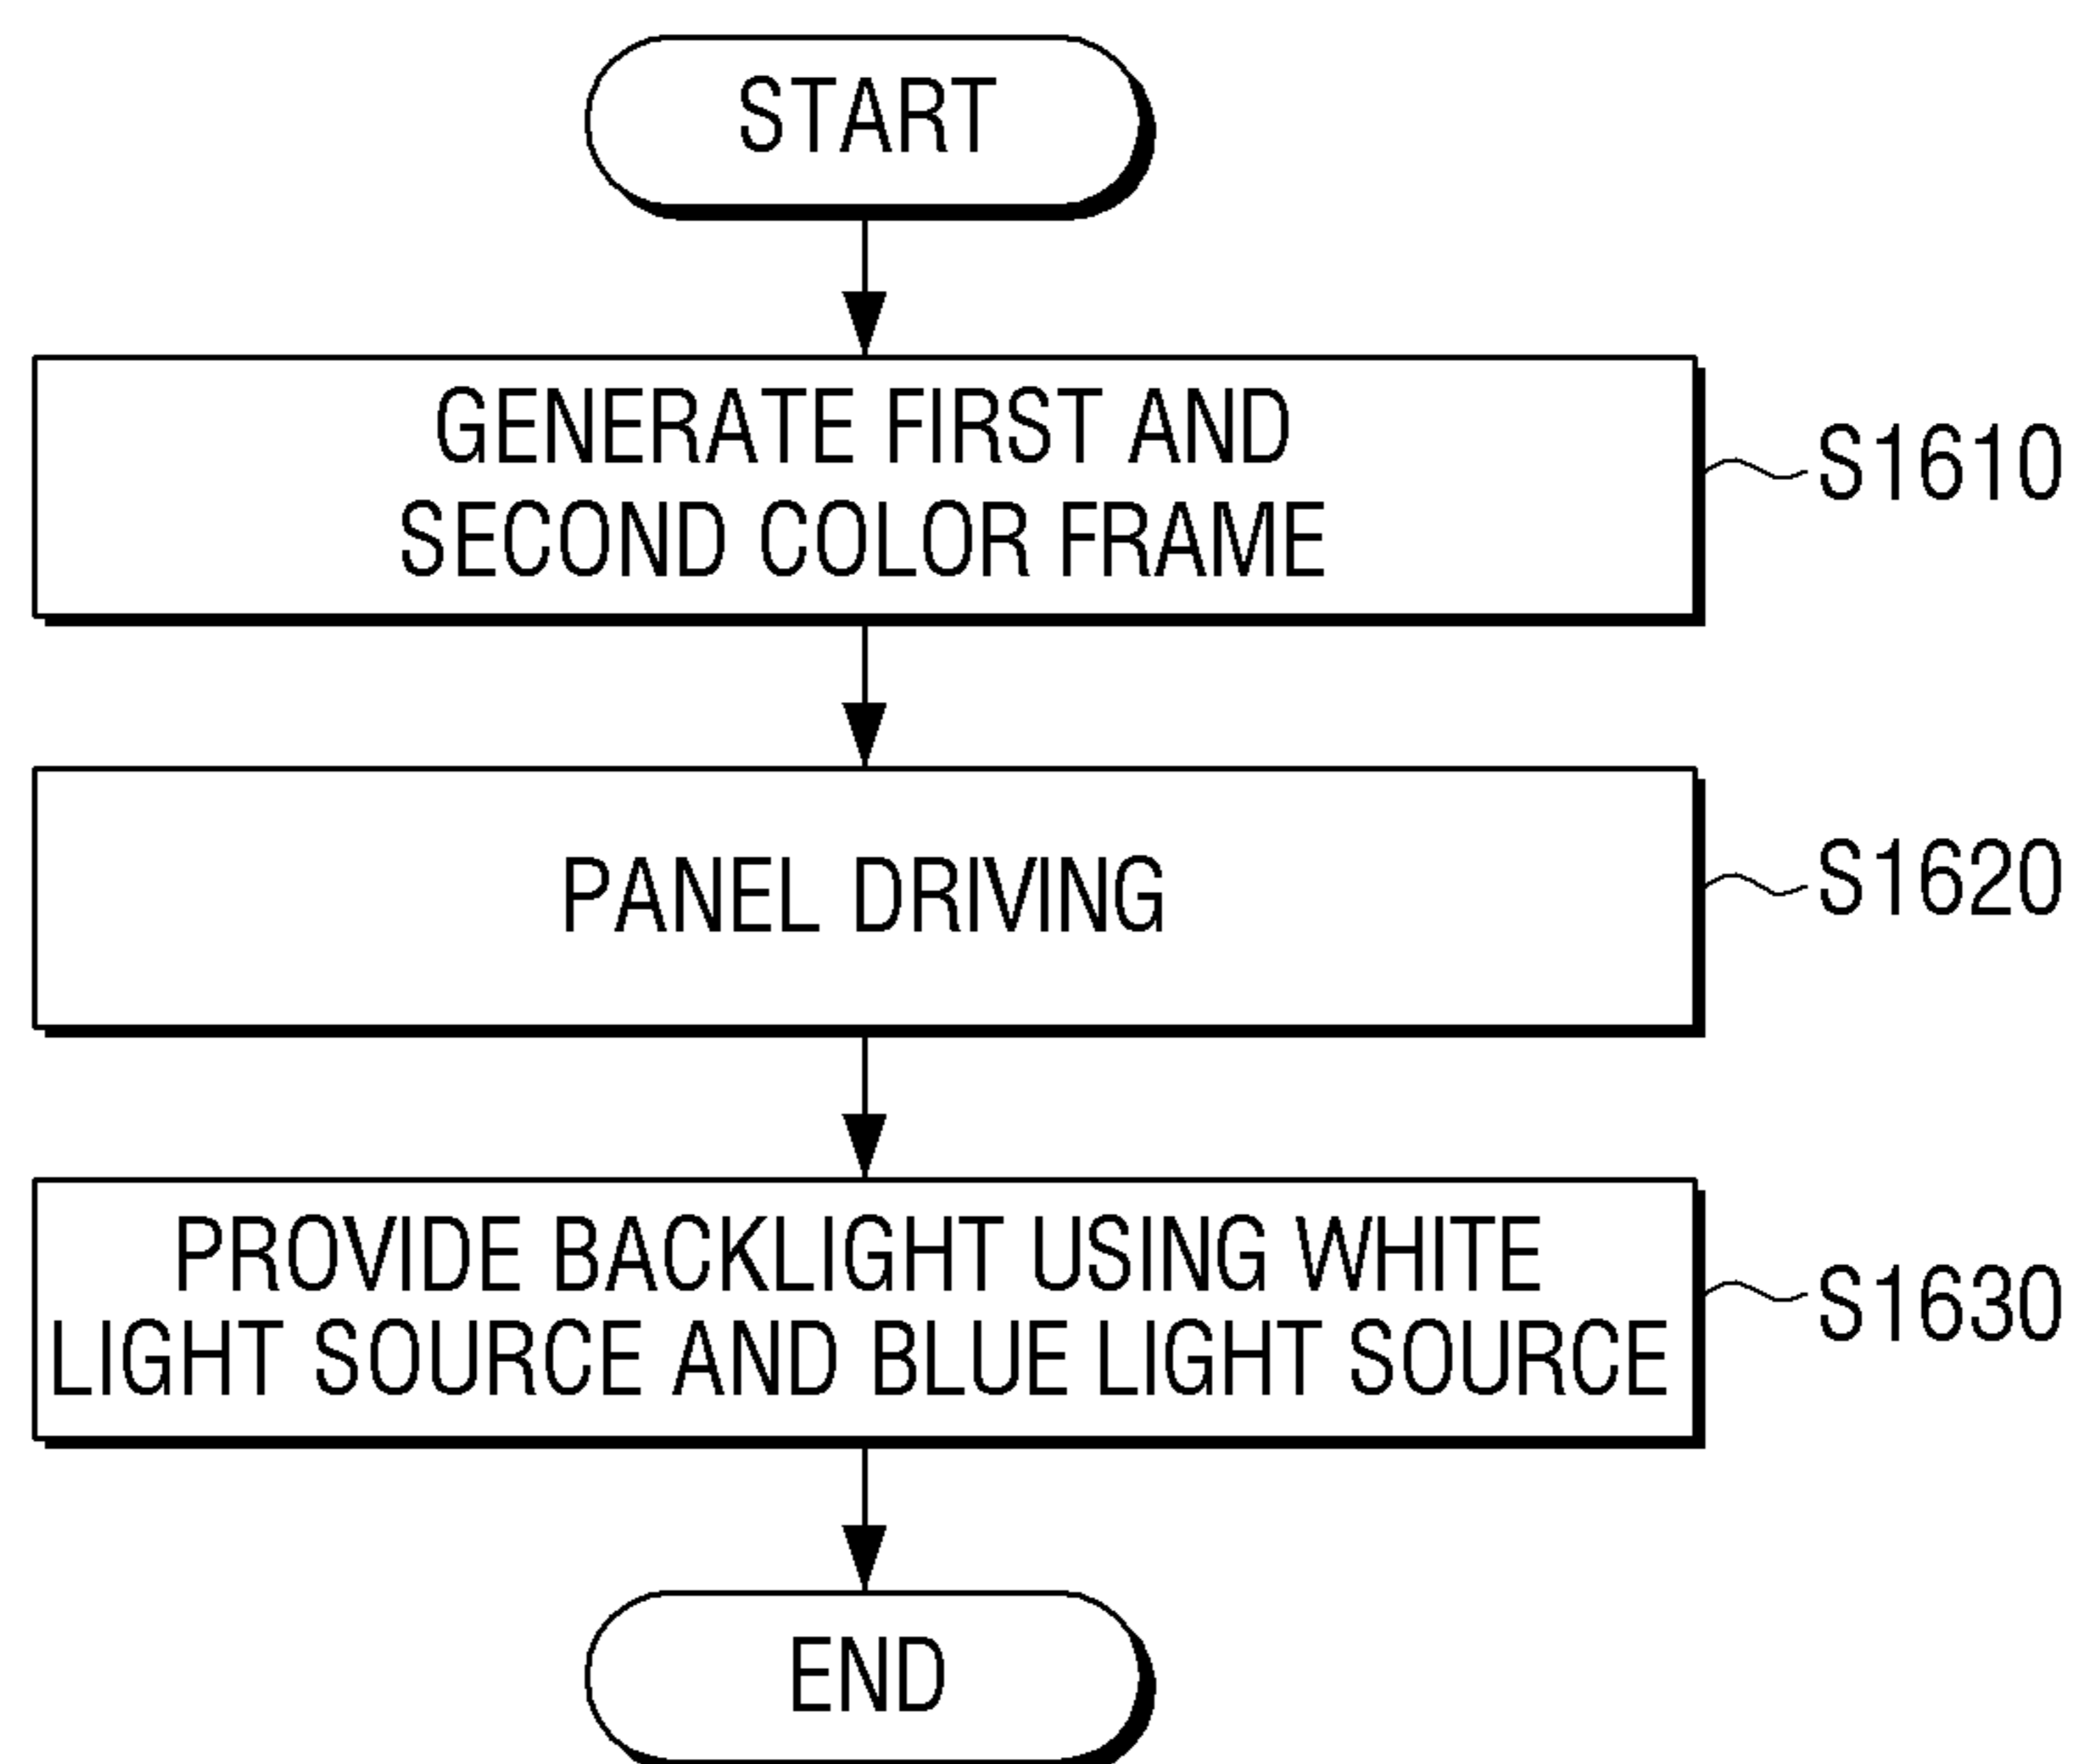 START
GENERATE FIRST AND
SECOND COLOR FRAME
S1610
PANEL DRIVING
S1620
PROVIDE BACKLIGHT USING WHITE
LIGHT SOURCE AND BLUE LIGHT SOURCE
S1630
END